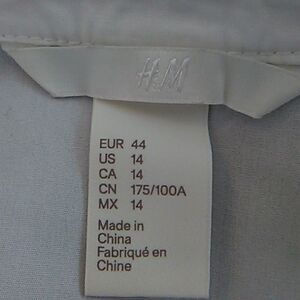 H&M
EUR 44
US 14
CA 14
CN 175/100A
MX 14
Made in
China
Fabriqué en
Chine